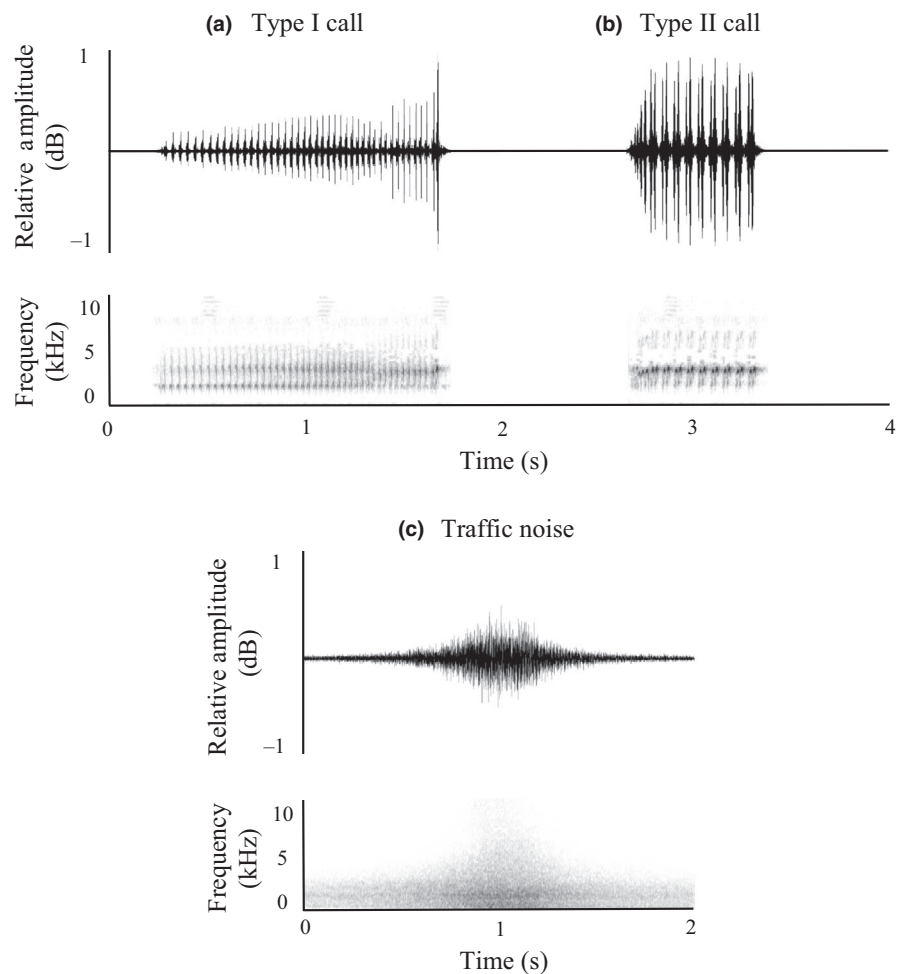 (a) Type I call
(b) Type II call
Relative amplitude
(dB)
1
–1
Frequency
(kHz)
10
5
0
0
1
2
3
4
Time (s)
(c) Traffic noise
Relative amplitude
(dB)
1
–1
Frequency
(kHz)
10
5
0
0
1
2
Time (s)